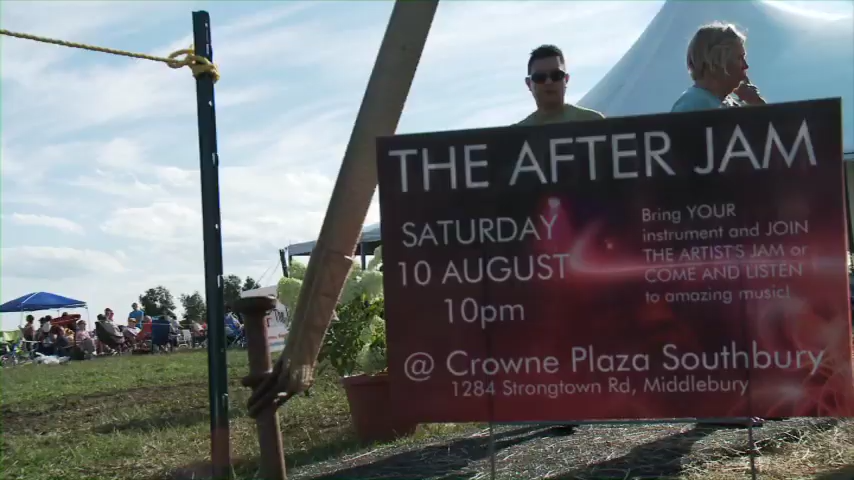 THE AFTER JAM
SATURDAY
10 AUGUST
10pm
Bring YOUR
instrument and JOIN
THE ARTIST'S JAM or
COME AND LISTEN
to amazing music!
@ Crowne Plaza Southbury
1284 Strongtown Rd, Middlebury